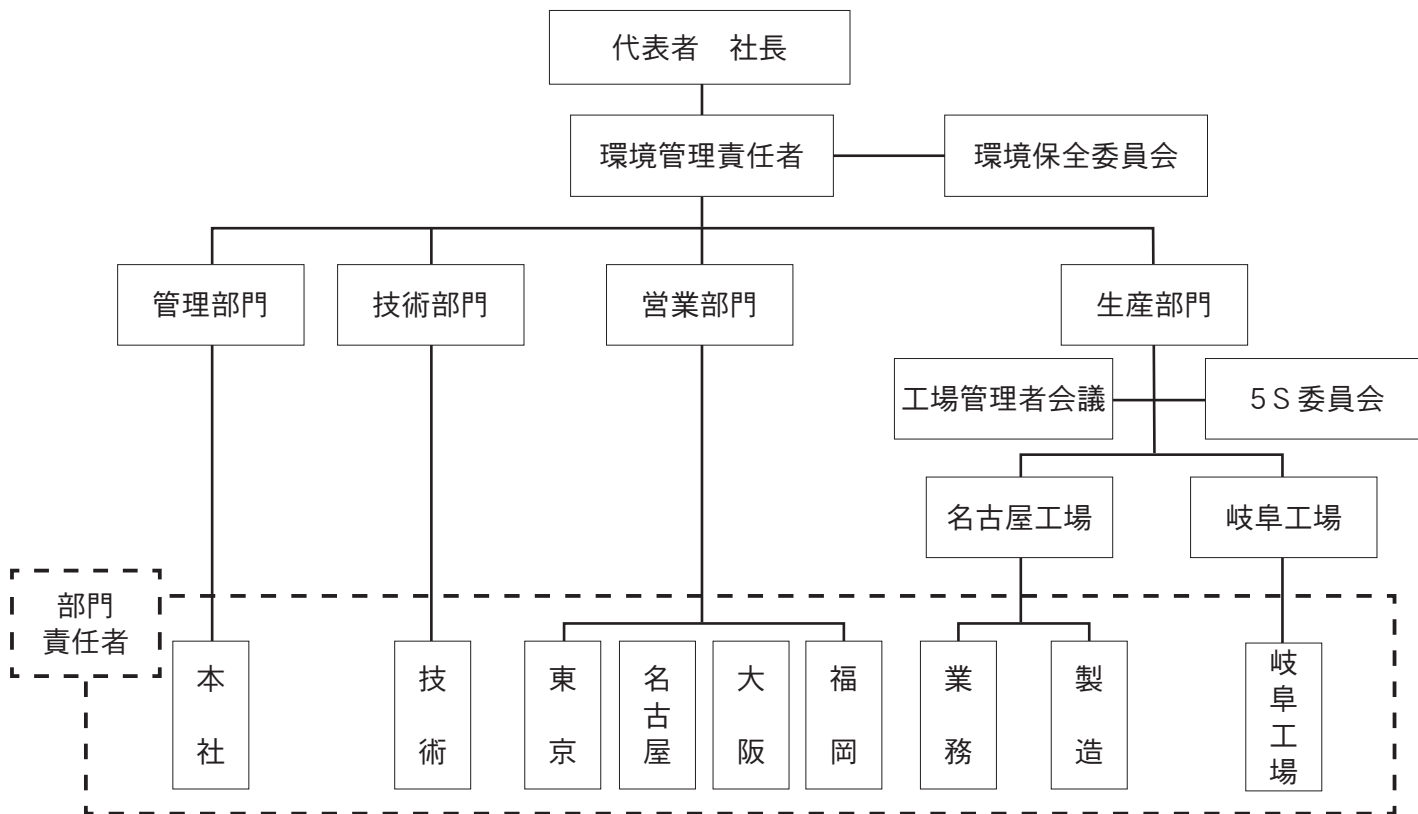 代表者　社長
環境管理責任者
環境保全委員会
管理部門
技術部門
営業部門
生産部門
工場管理者会議
５Ｓ委員会
名古屋工場
岐阜工場
部門
責任者
本社
技術
東京
名古屋
大阪
福岡
業務
製造
岐阜工場